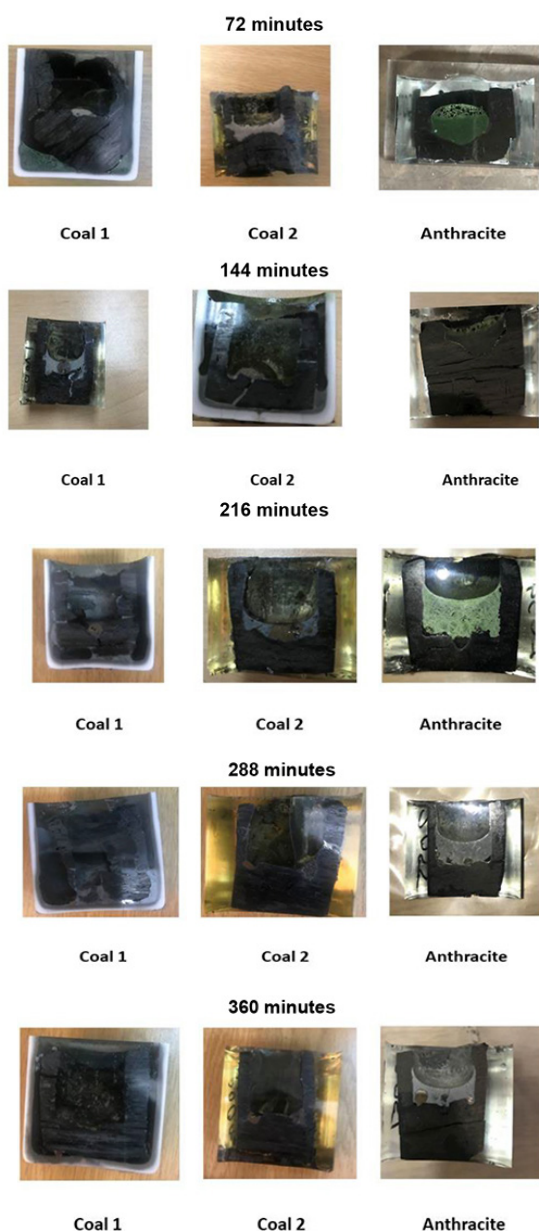 72 minutes
Coal 1 Coal 2 Anthracite
144 minutes
Coal 1 Coal 2 Anthracite
216 minutes
Coal 1 Coal 2 Anthracite
288 minutes
Coal 1 Coal 2 Anthracite
360 minutes
Coal 1 Coal 2 Anthracite